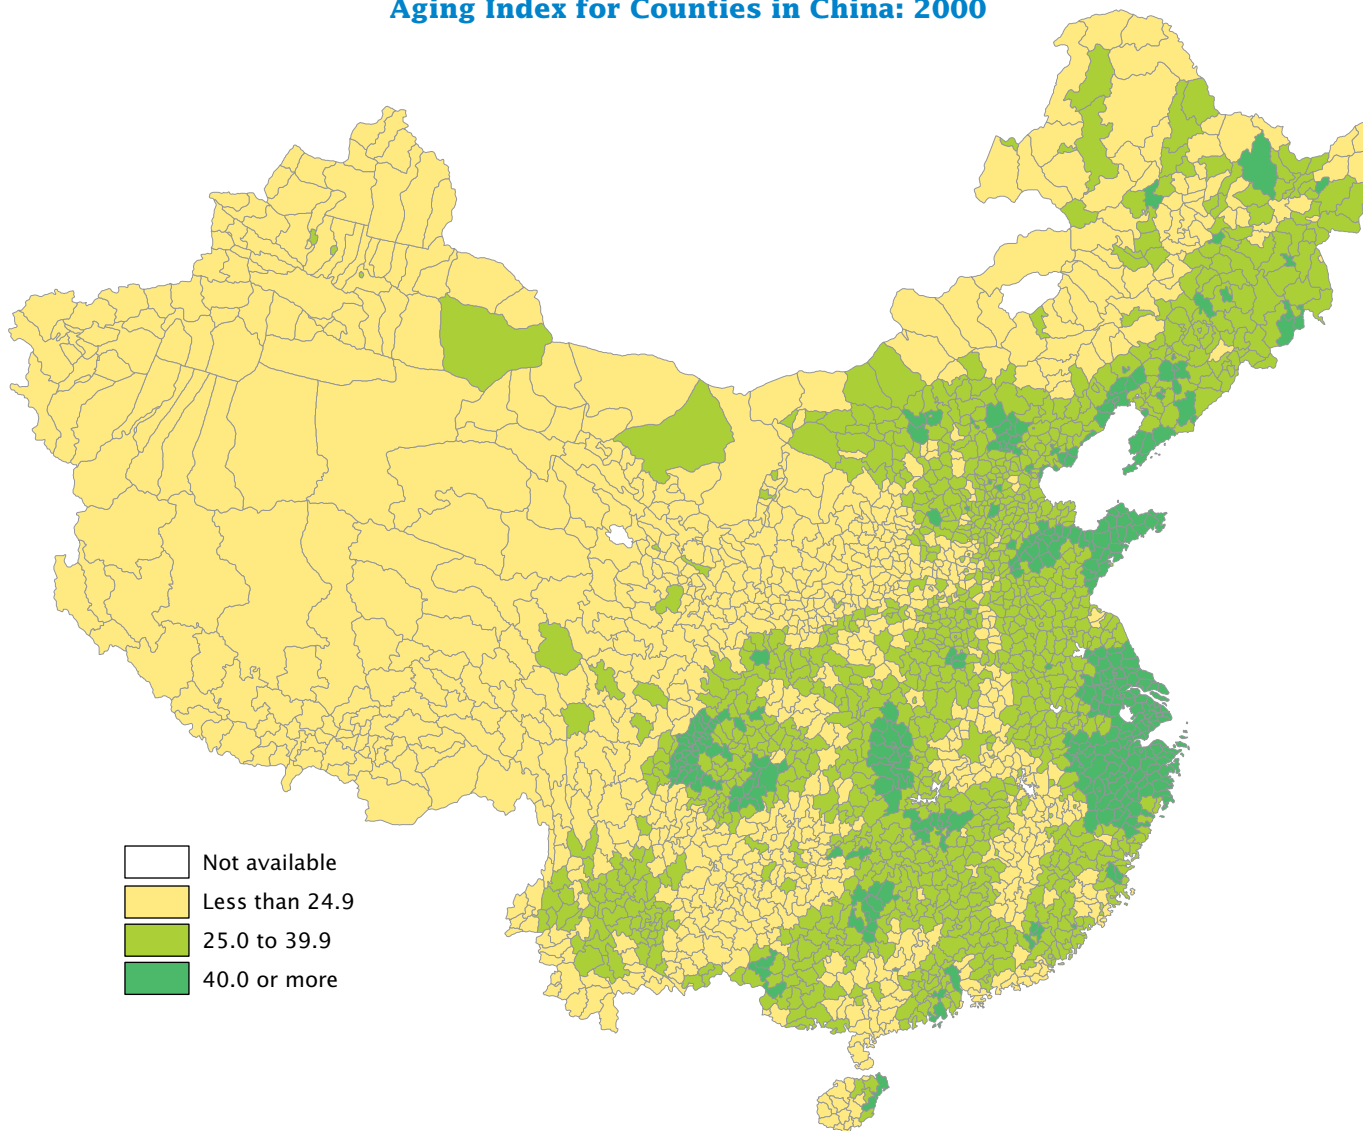 Aging Index for Counties in China: 2000
Not available
Less than 24.9
25.0 to 39.9
40.0 or more